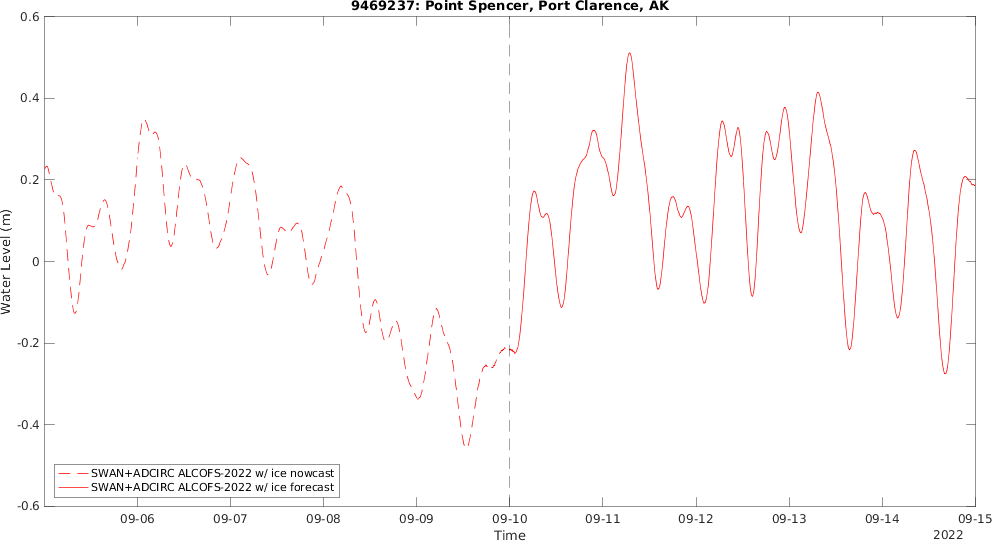 9469237: Point Spencer, Port Clarence, AK
0.6
0.4
0.2
0
-0.2
-0.4
-0.6
Water Level (m)
SWAN+ADCIRC ALCOFS-2022 w/ ice nowcast
SWAN+ADCIRC ALCOFS-2022 w/ ice forecast
09-06 09-07 09-08 09-09 09-10 09-11 09-12 09-13 09-14 09-15
Time
2022